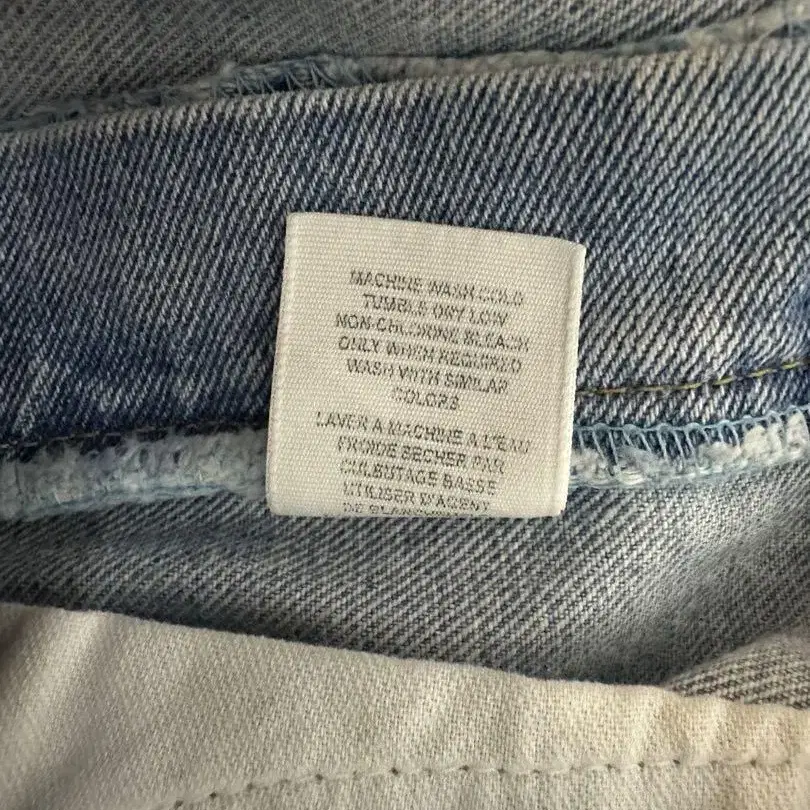 MACHINE WASH COLD
TUMBLE DRY LOW
NON-CHLORINE BLEACH
ONLY WHEN REQUIRED
WASH WITH SIMILAR
COLORS
LAVER A MACHINE A L'EAU
FROIDE SECHER PAR
CULBUTAGE BASSE
UTILISER D'AGENT